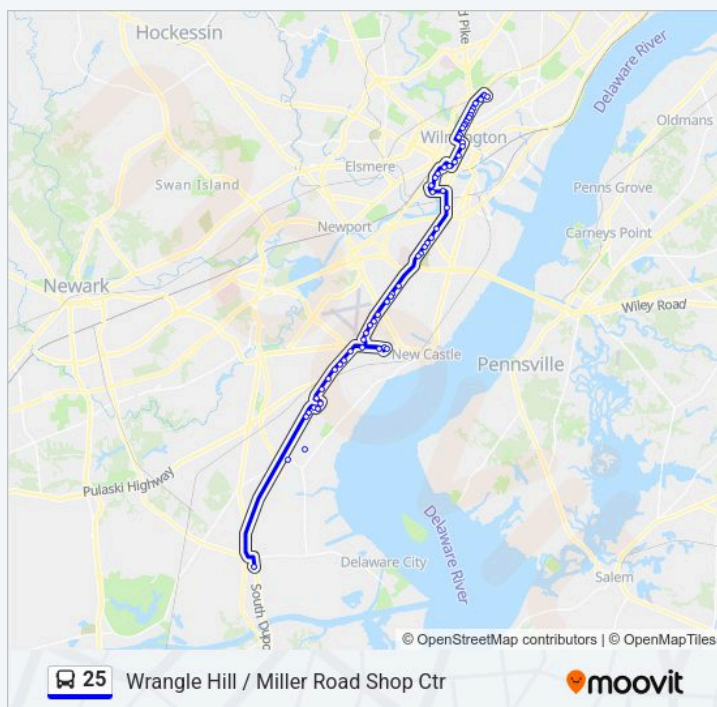 Hockessin
d Pike
Delaware River
Oldmans
Wilmington
Elsmere
Swan Island
Penns Grove
Newport
Carneys Point
Newark
Wiley Road
New Castle
Pennsville
Pulaski Highway
Delaware River
Delaware City
Salem
South Dupo
© OpenStreetMap contributors | © OpenMapTiles
25 Wrangle Hill / Miller Road Shop Ctr
moovit